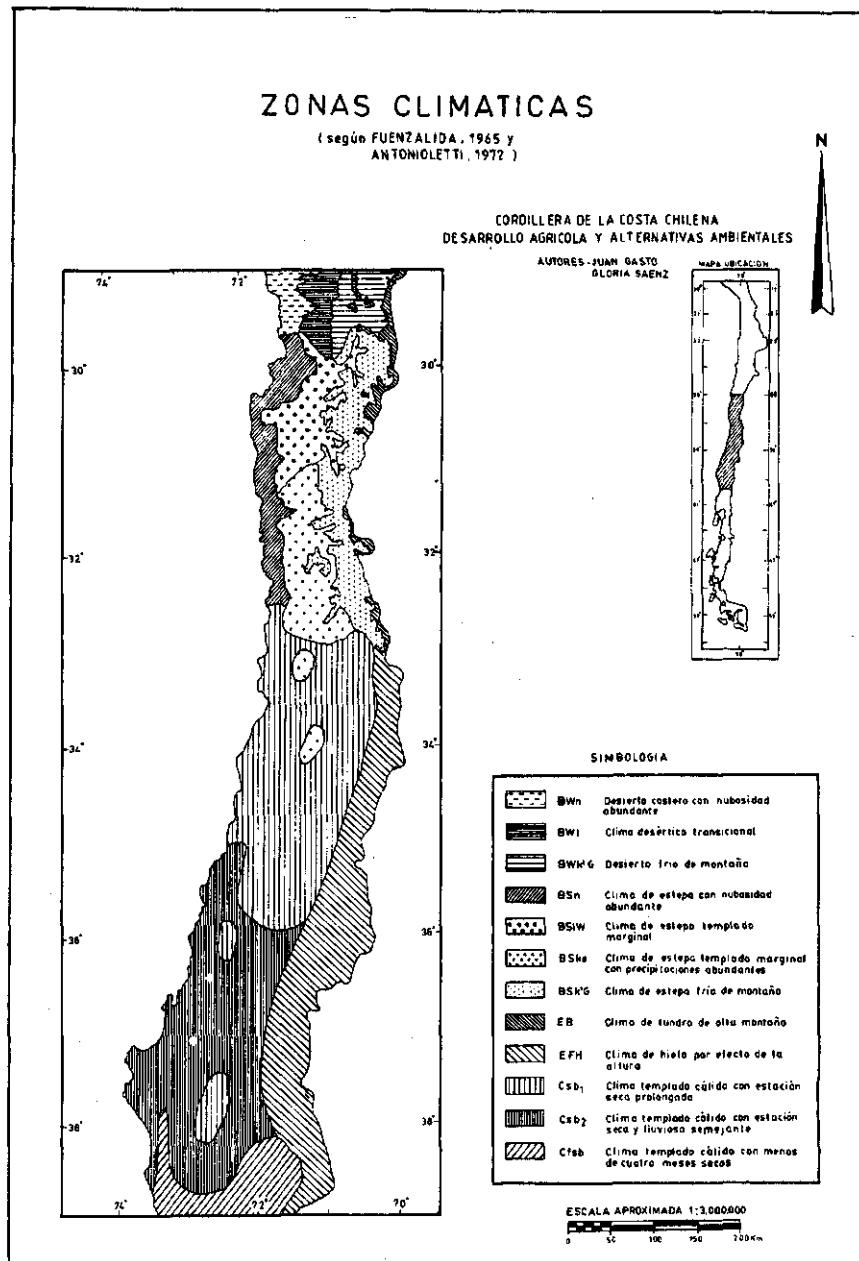 ZONAS CLIMATICAS
(según FUENZALIDA, 1965 y
ANTONIOLETTI, 1972)
N
CORDILLERA DE LA COSTA CHILENA
DESARROLLO AGRICOLA Y ALTERNATIVAS AMBIENTALES
AUTORES-JUAN GASTO
GLORIA SAENZ
MAPA UBICACION
74° 72°
30° 30°
32° 32°
34° 34°
36° 36°
38° 38°
74° 72° 70°
SIMBOLOGIA
BWn Desierto costero con nubosidad
abundante
BWI Clima desértico transicional
BWK'G Desierto frio de montaña
BSn Clima de estepa con nubosidad
abundante
BSIW Clima de estepa templado
marginal
BSks Clima de estepa templado marginal
con precipitaciones abundantes
BSK'G Clima de estepa fría de montaña
EB Clima de tundra de alta montaña
EFH Clima de hielo por efecto de la
altura
Csb1 Clima templado cálido con estación
seca prolongada
Csb2 Clima templado cálido con estación
seca y lluviosa semejante
Cfsb Clima templado cálido con menos
de cuatro meses secos
ESCALA APROXIMADA 1:3,000,000
0 50 100 150 200 Km